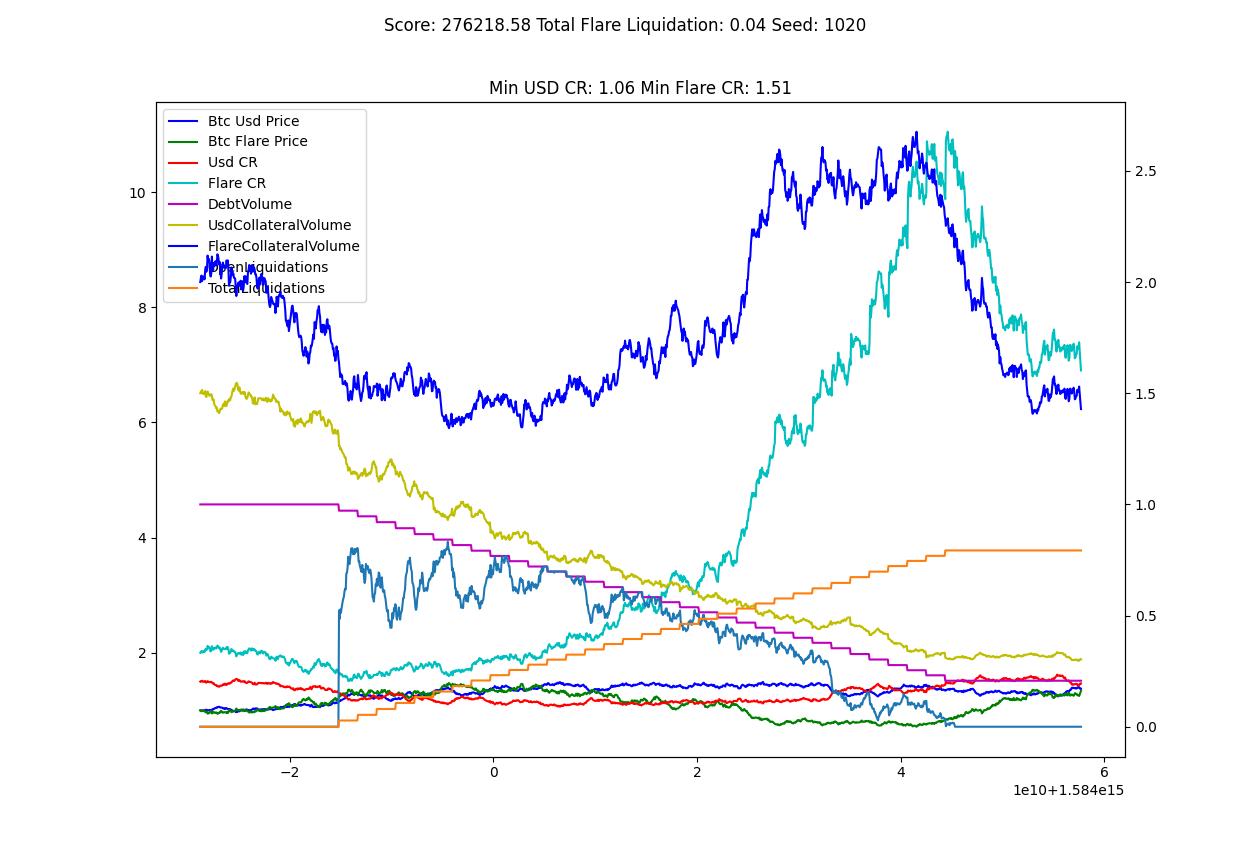 Score: 276218.58 Total Flare Liquidation: 0.04 Seed: 1020
Min USD CR: 1.06 Min Flare CR: 1.51
Btc Usd Price
Btc Flare Price
Usd CR
Flare CR
DebtVolume
UsdCollateralVolume
FlareCollateralVolume
OpenLiquidations
TotalLiquidations
10
8
6
4
2
2.5
2.0
1.5
1.0
0.5
0.0
−2
0
2
4
6
1e10+1.584e15